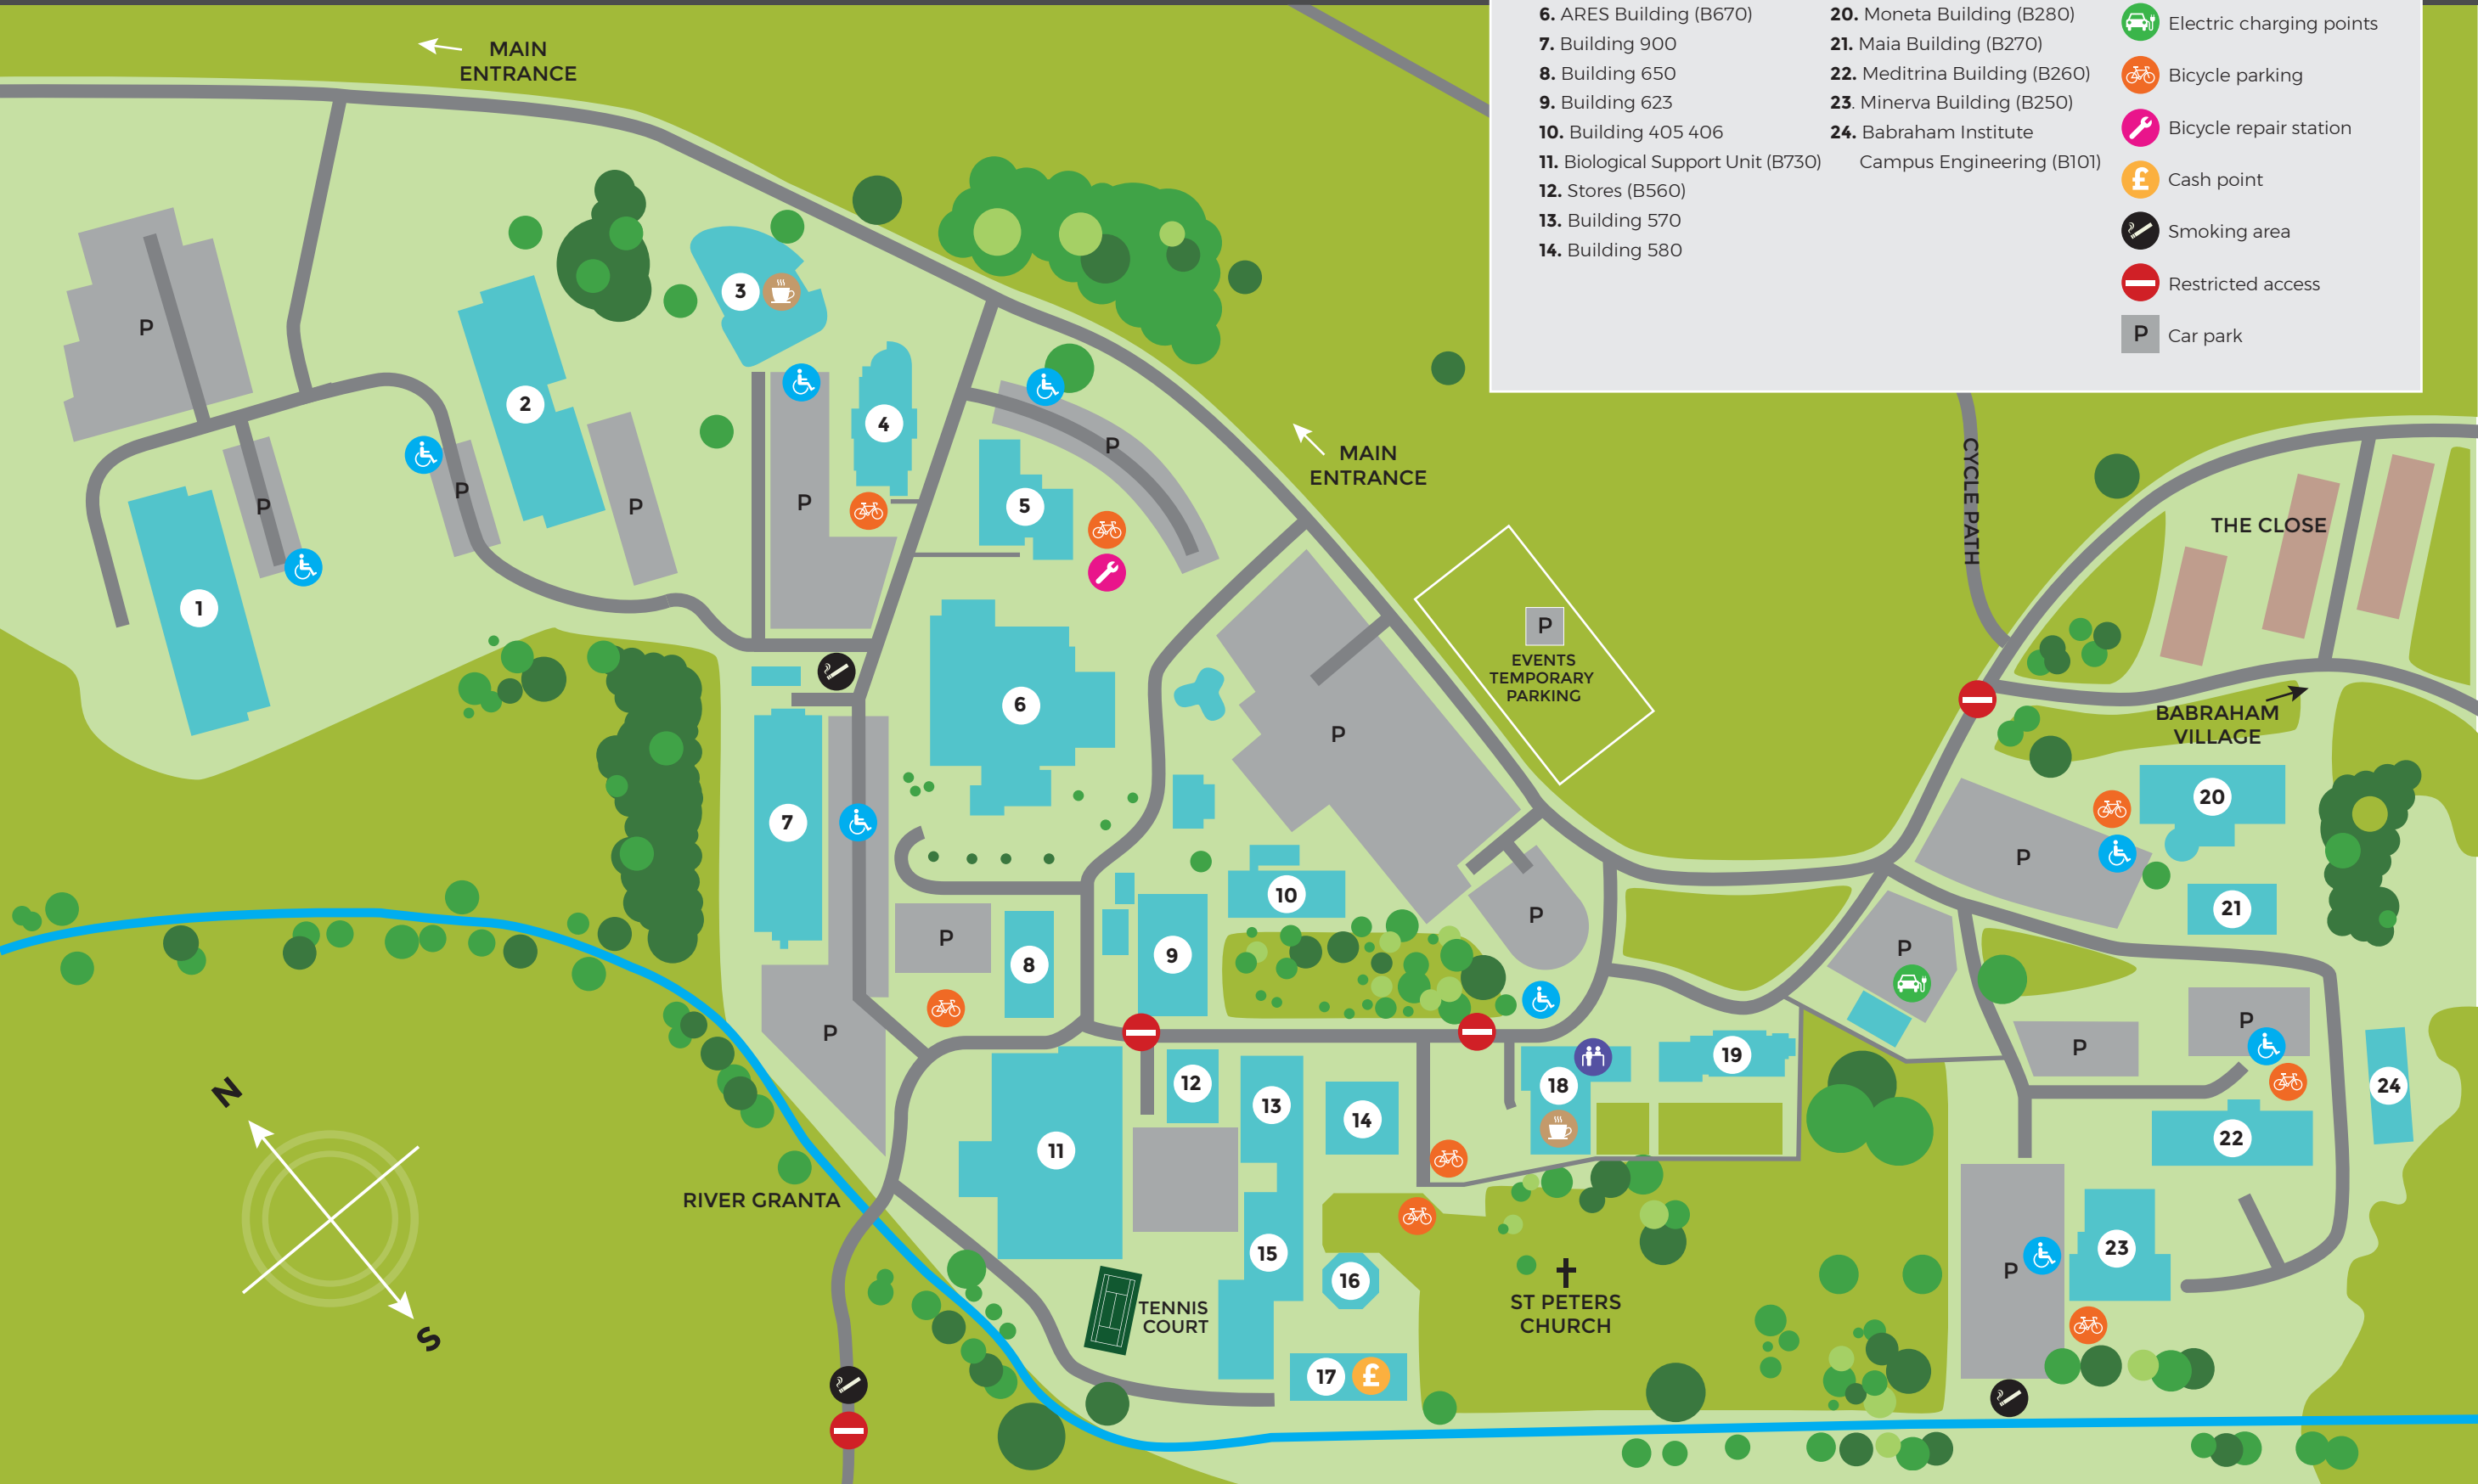 6. ARES Building (B670)
7. Building 900
8. Building 650
9. Building 623
10. Building 405 406
11. Biological Support Unit (B730)
12. Stores (B560)
13. Building 570
14. Building 580
20. Moneta Building (B280)
21. Maia Building (B270)
22. Meditrina Building (B260)
23. Minerva Building (B250)
24. Babraham Institute
Campus Engineering (B101)
Electric charging points
Bicycle parking
Bicycle repair station
£ Cash point
Smoking area
Restricted access
P Car park
MAIN
ENTRANCE
3
P
2
4
P
MAIN
ENTRANCE
CYCLE PATH
THE CLOSE
P
P
P
P
5
1
P
EVENTS
TEMPORARY
PARKING
6
P
BABRAHAM
VILLAGE
20
7
P
10
21
P
P
8
9
P
P
P
P
P
19
18
12
13
14
24
22
11
N
RIVER GRANTA
15
16
23
P
ST PETERS
CHURCH
TENNIS
COURT
S
17 £